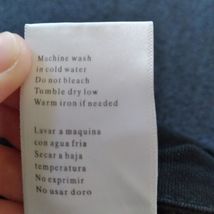 Machine wash
in cold water
Do not bleach
Tumble dry low
Warm iron if needed
Lavar a maquina
con agua fria
Secar a baja
temperatura
No exprimir
No usar doro